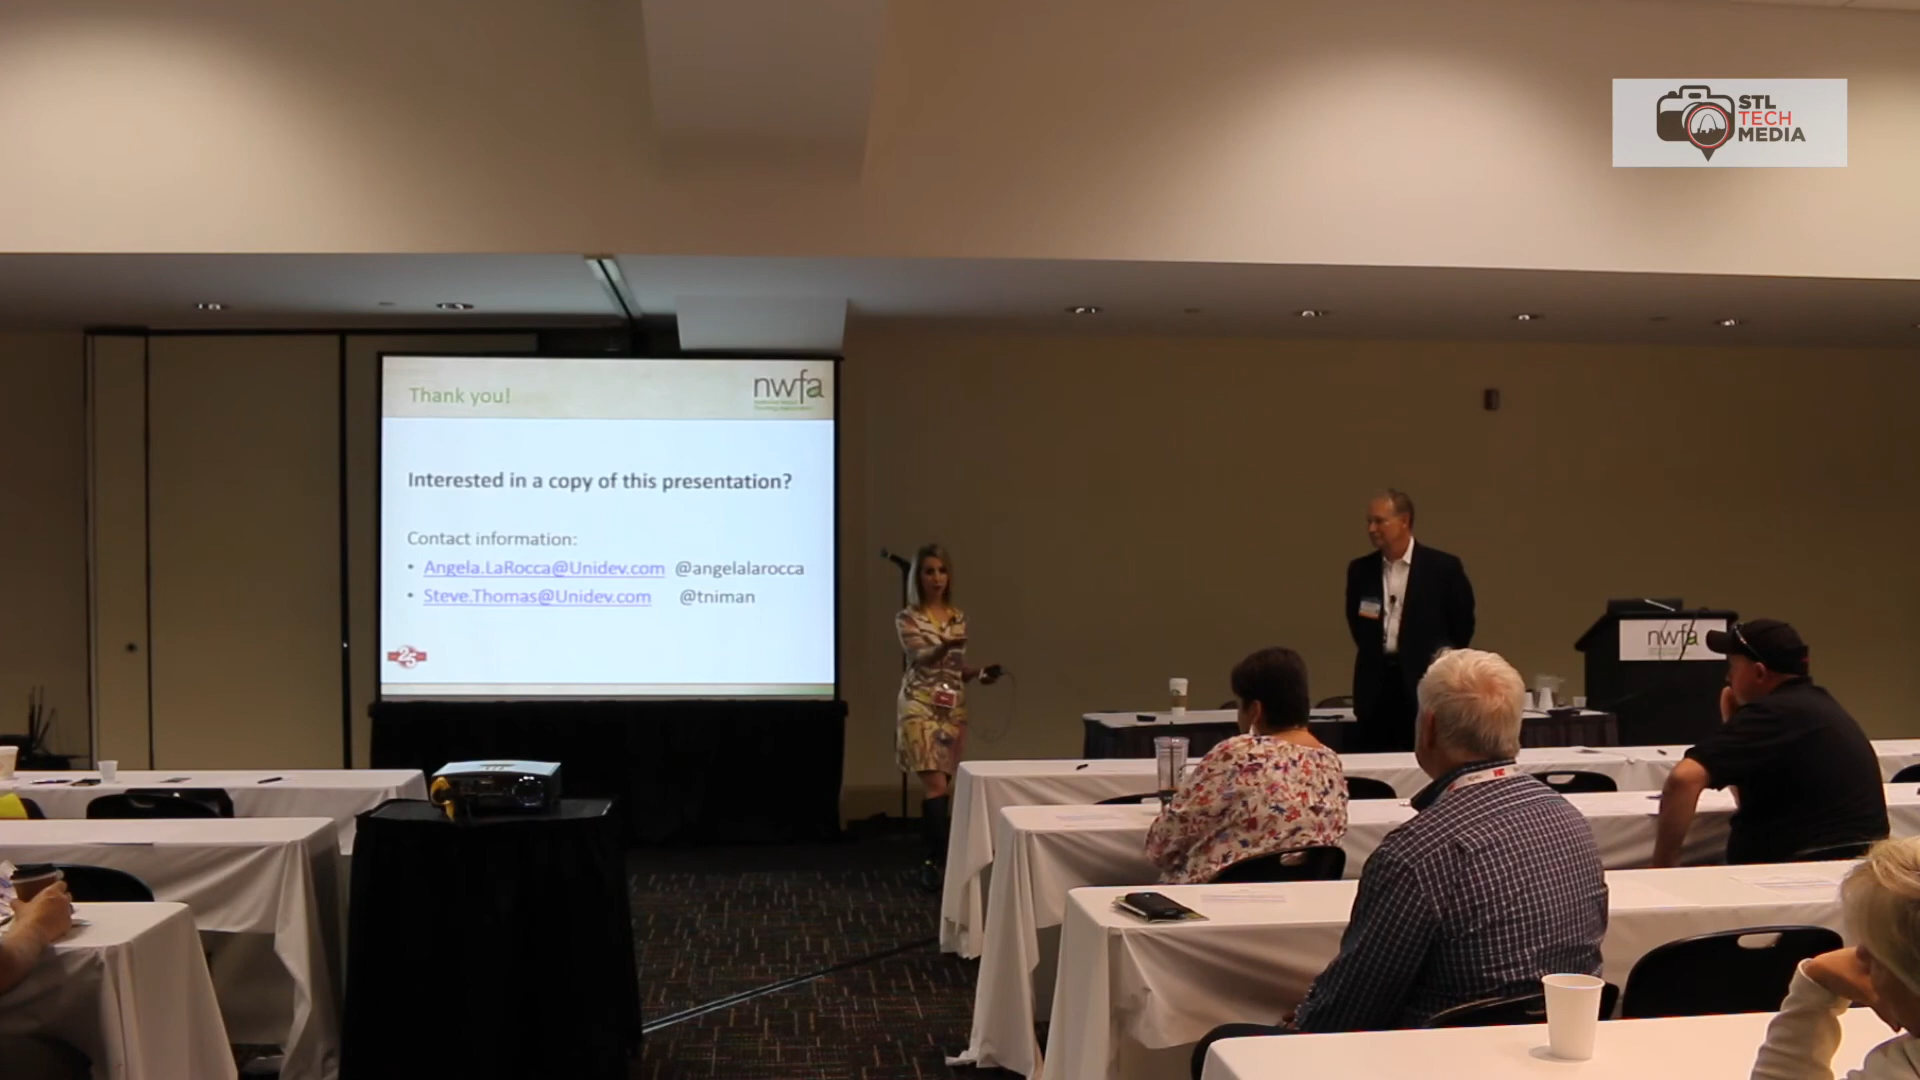 STL
TECH
MEDIA
Thank you!
nwfa
Interested in a copy of this presentation?
Contact information:
• Angela.LaRocca@Unidev.com @angelalarocca
• Steve.Thomas@Unidev.com @tniman
25
nwfa